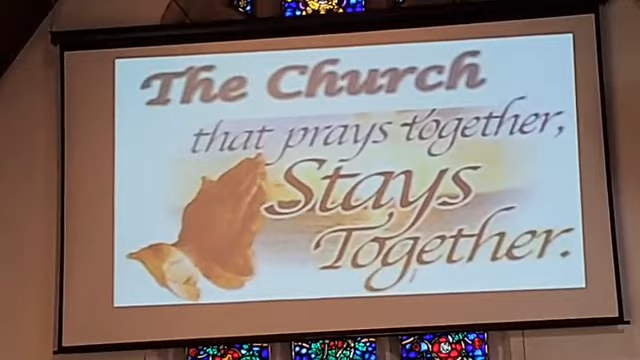 The Church
that prays together,
Stays
Together.